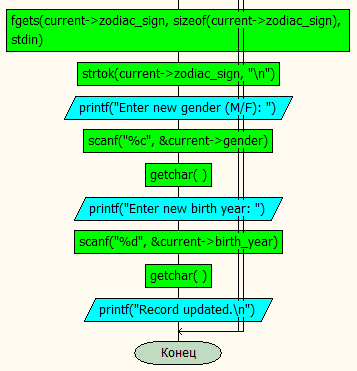 fgets(current->zodiac_sign, sizeof(current->zodiac_sign),
stdin)
strtok(current->zodiac_sign, "\n")
printf("Enter new gender (M/F): ")
scanf("%c", &current->gender)
getchar( )
printf("Enter new birth year: ")
scanf("%d", &current->birth_year)
getchar( )
printf("Record updated.\n")
Конец